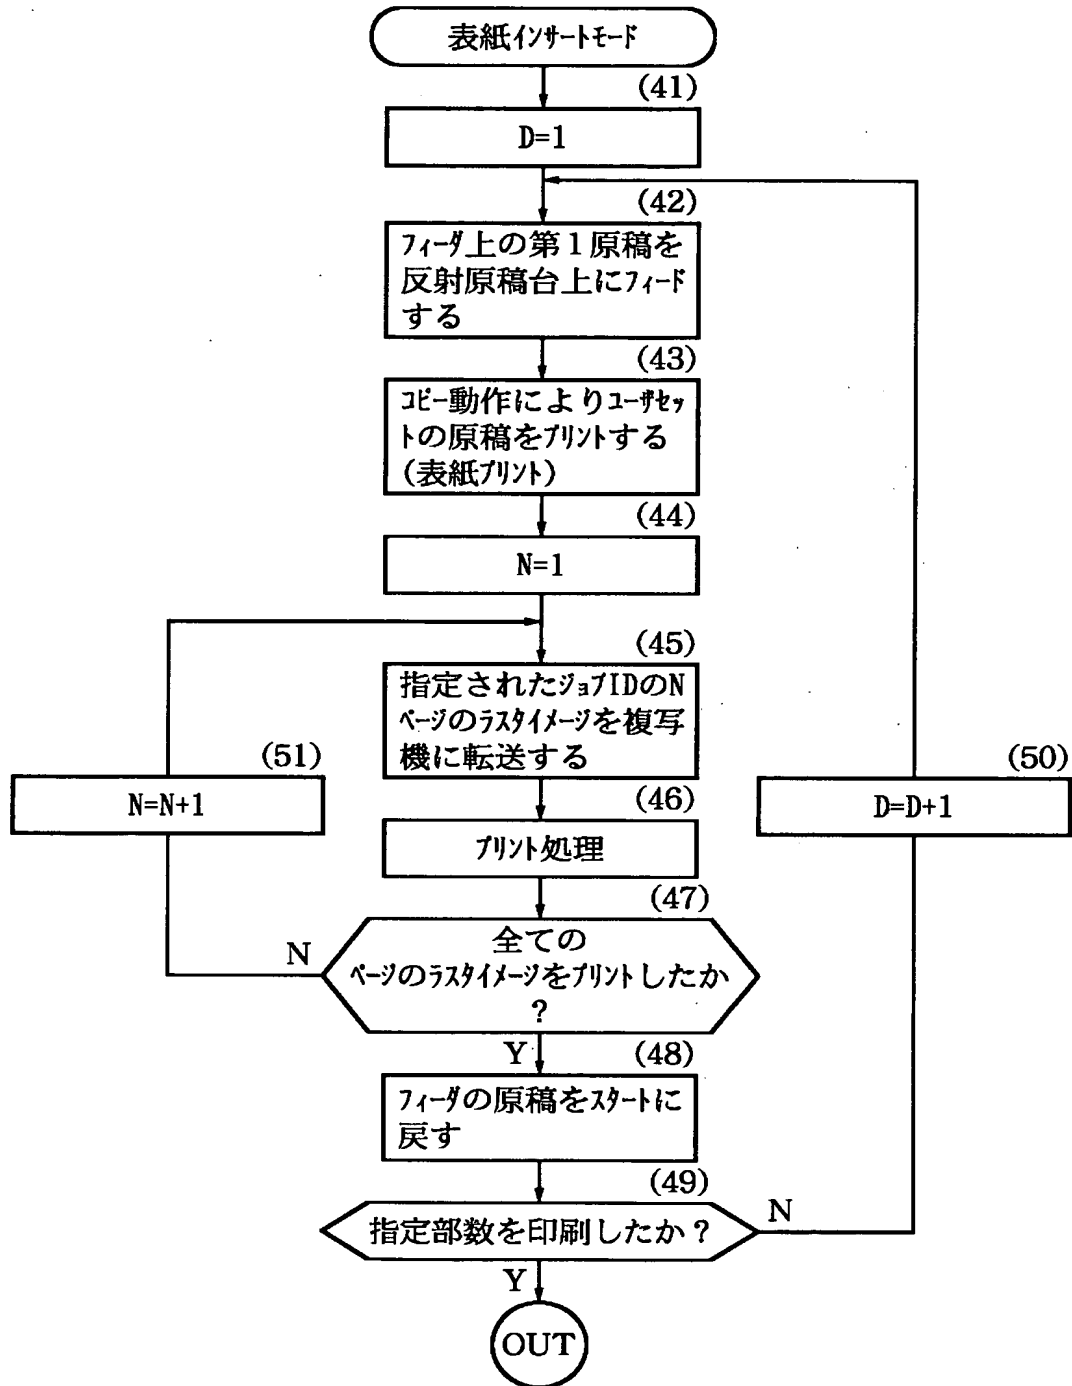 表紙ｲﾝｻｰﾄﾓｰﾄﾞ
(41)
D=1
(42)
ﾌｨｰﾀﾞ上の第１原稿を
反射原稿台上にﾌｨｰﾄﾞ
する
(43)
ｺﾋﾟｰ動作によりﾕｰｻﾞｾｯ
ﾄの原稿をﾌﾟﾘﾝﾄする
(表紙ﾌﾟﾘﾝﾄ)
(44)
N=1
(45)
指定されたｼﾞｮﾌﾞIDのN
ﾍﾟｰｼﾞのﾗｽﾀｲﾒｰｼﾞを複写
機に転送する
(51)
N=N+1
(50)
D=D+1
(46)
ﾌﾟﾘﾝﾄ処理
(47)
全ての
ﾍﾟｰｼﾞのﾗｽﾀｲﾒｰｼﾞをﾌﾟﾘﾝﾄしたか
？
N
Y
(48)
ﾌｨｰﾀﾞの原稿をｽﾀｰﾄに
戻す
(49)
指定部数を印刷したか？
N
Y
OUT